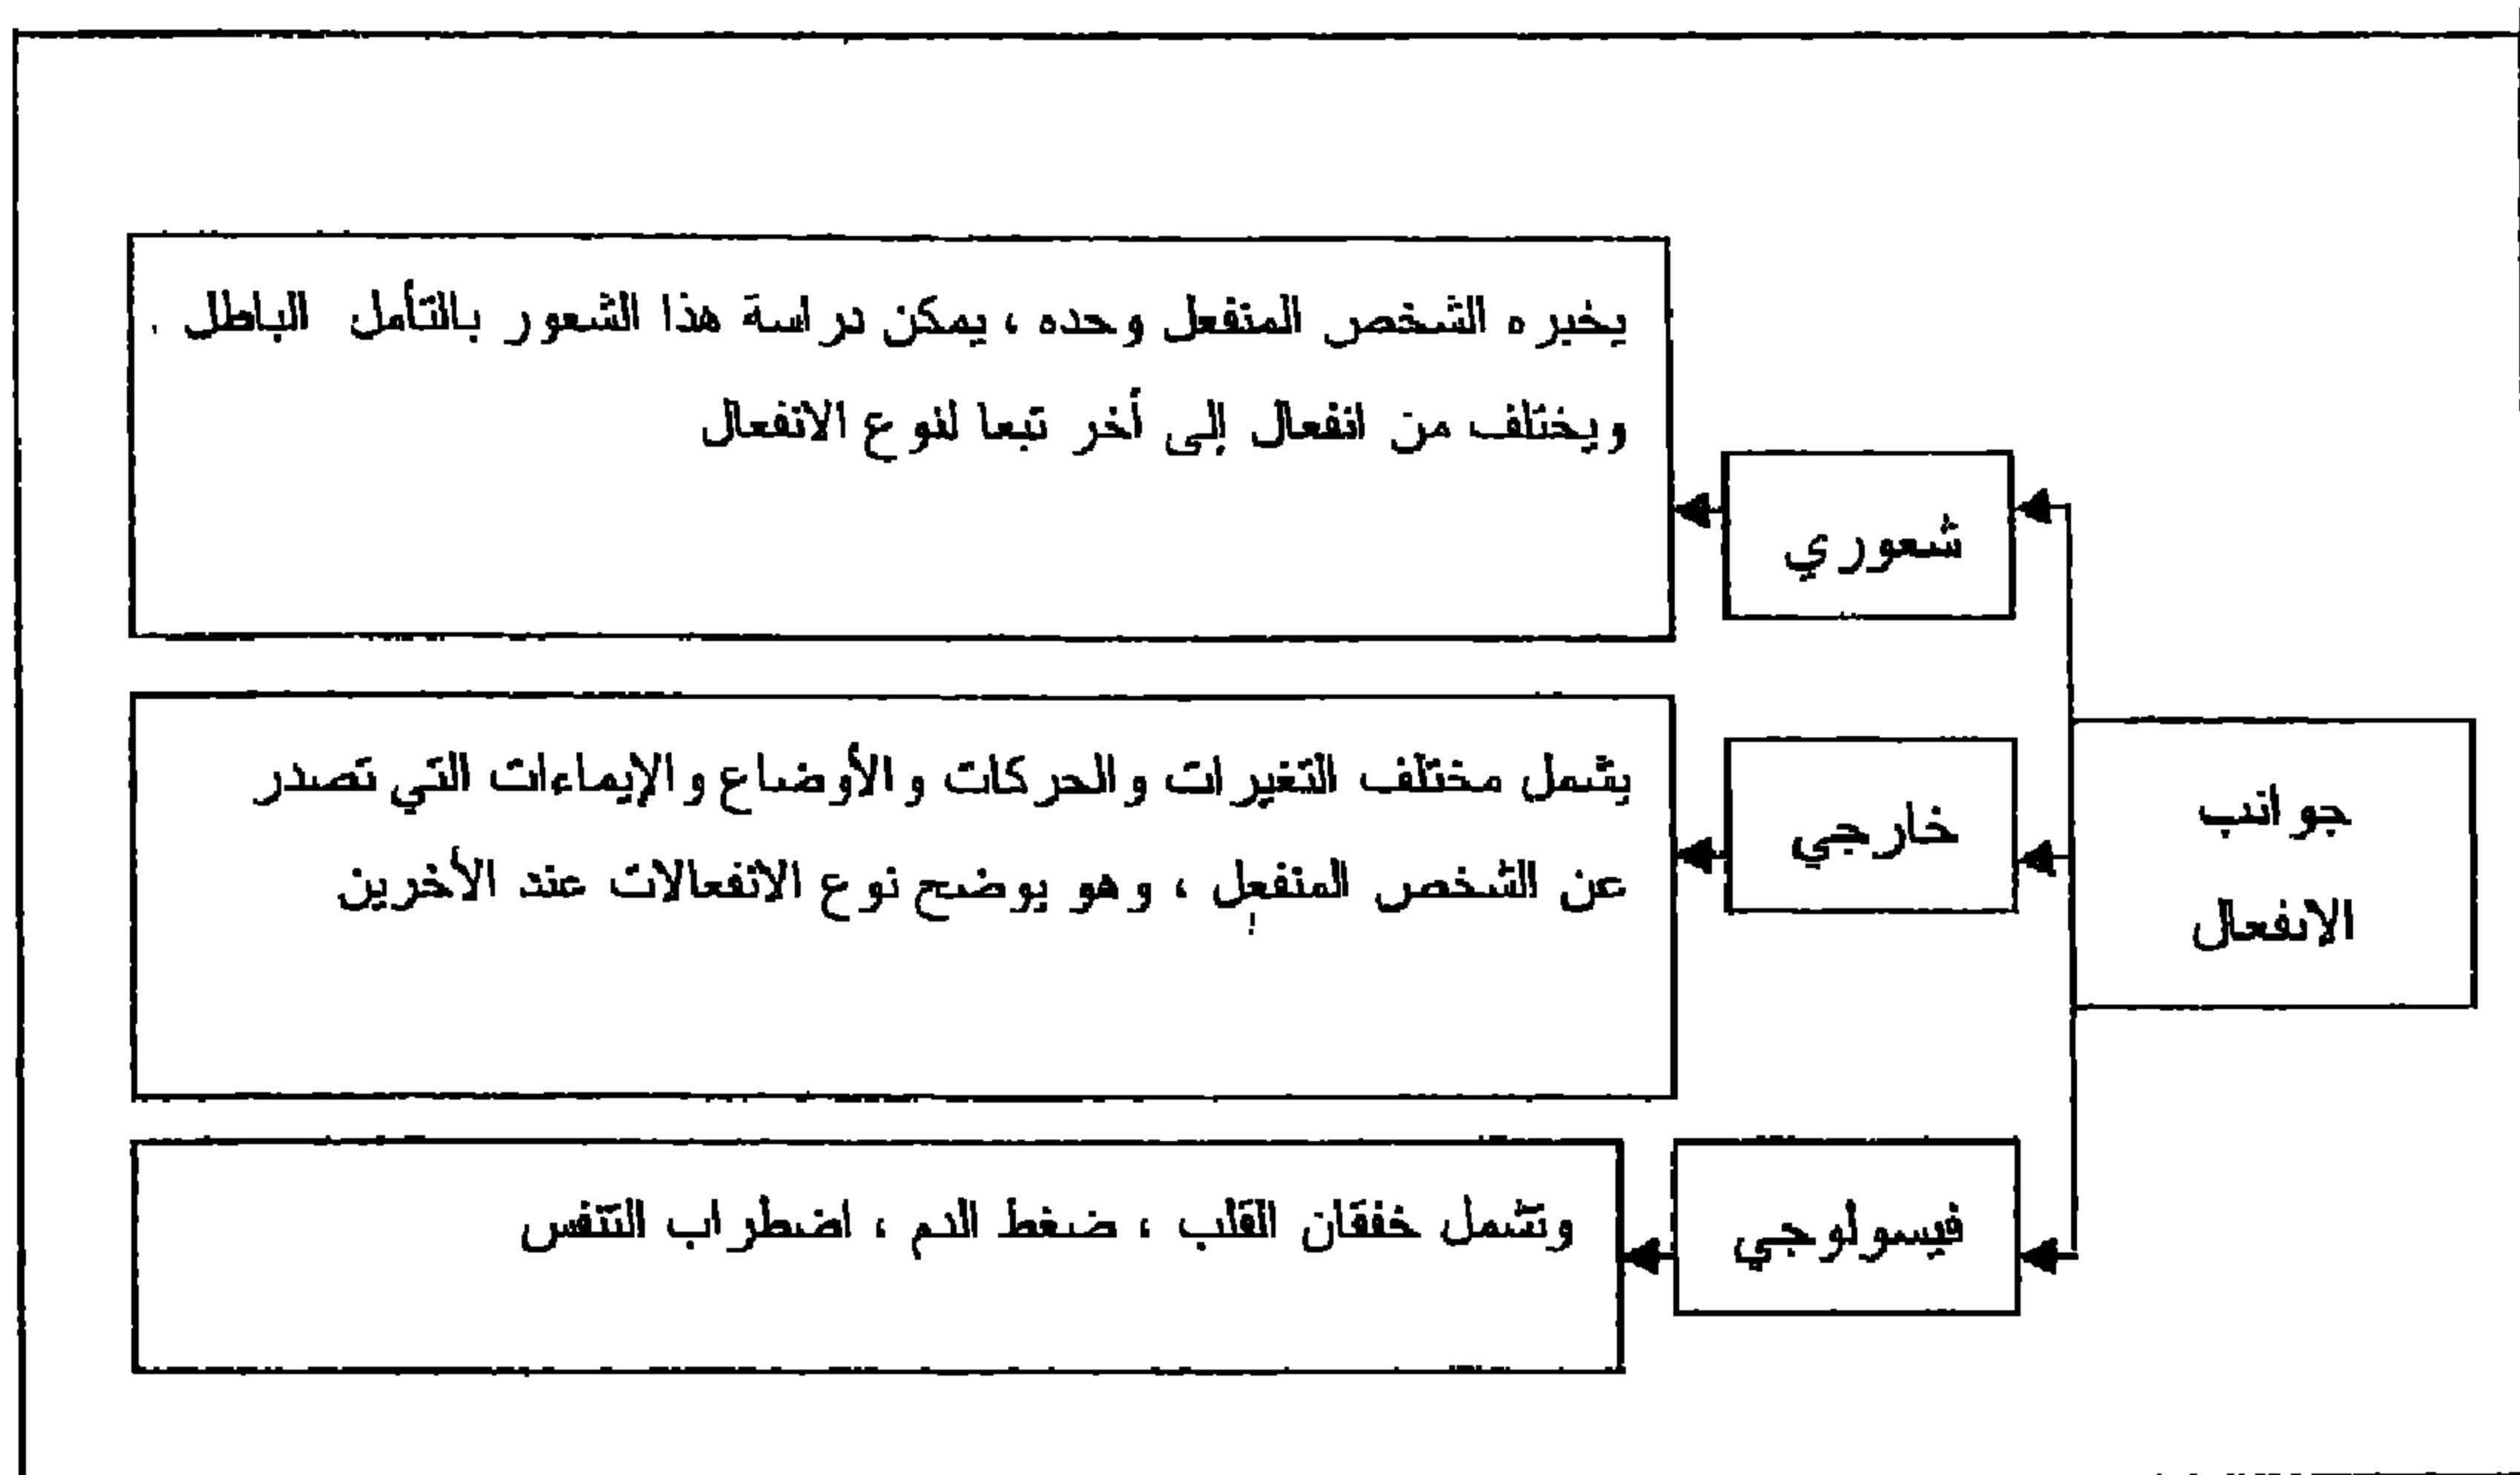 جوانب
الانفعال
شعوري
يخبره الشخص المنفعل وحده ، يمكن دراسة هذا الشعور بالتأمل الباطل .
ويختلف من انفعال إلى أخر تبعا لنوع الانفعال
خارجي
يشمل مختلف التغيرات والحركات والأوضاع والإيماءات التي تصدر
عن الشخص المنفعل ، وهو يوضح نوع الانفعالات عند الأخرين
فيسولوجي
وتشمل خفقان القلب ، ضغط الدم ، اضطراب التنفس